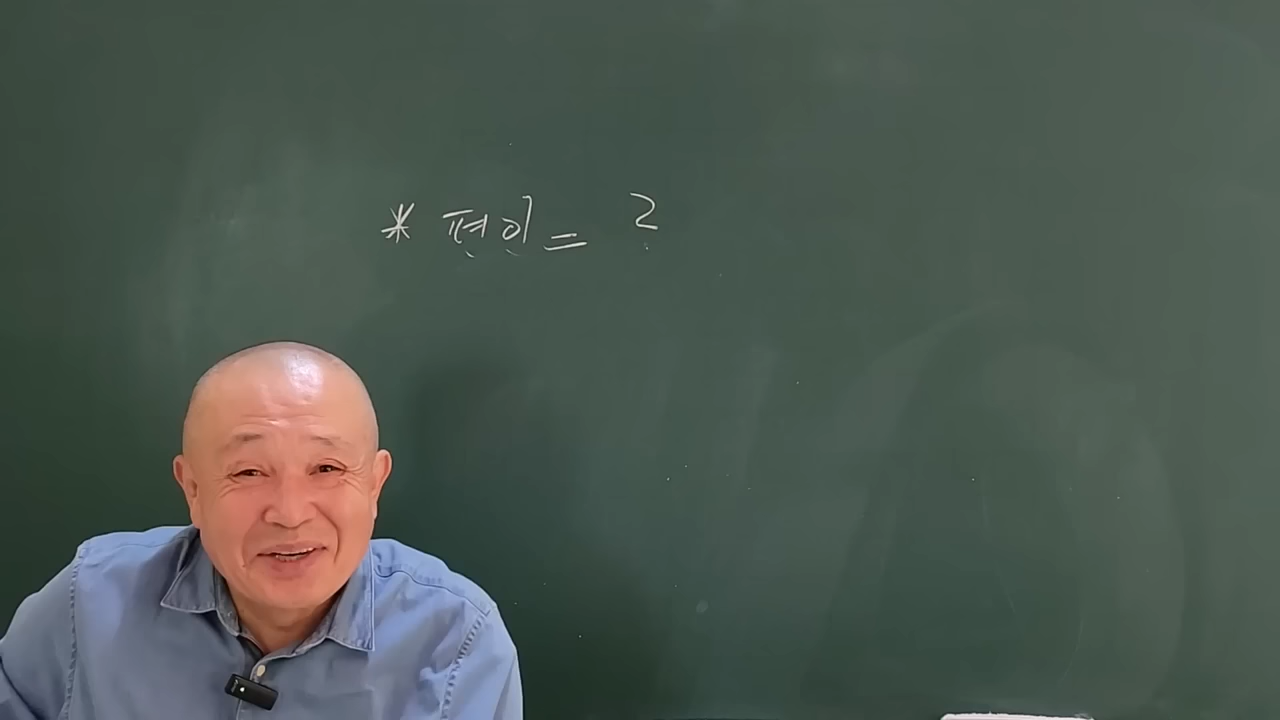 * 편이 = ?